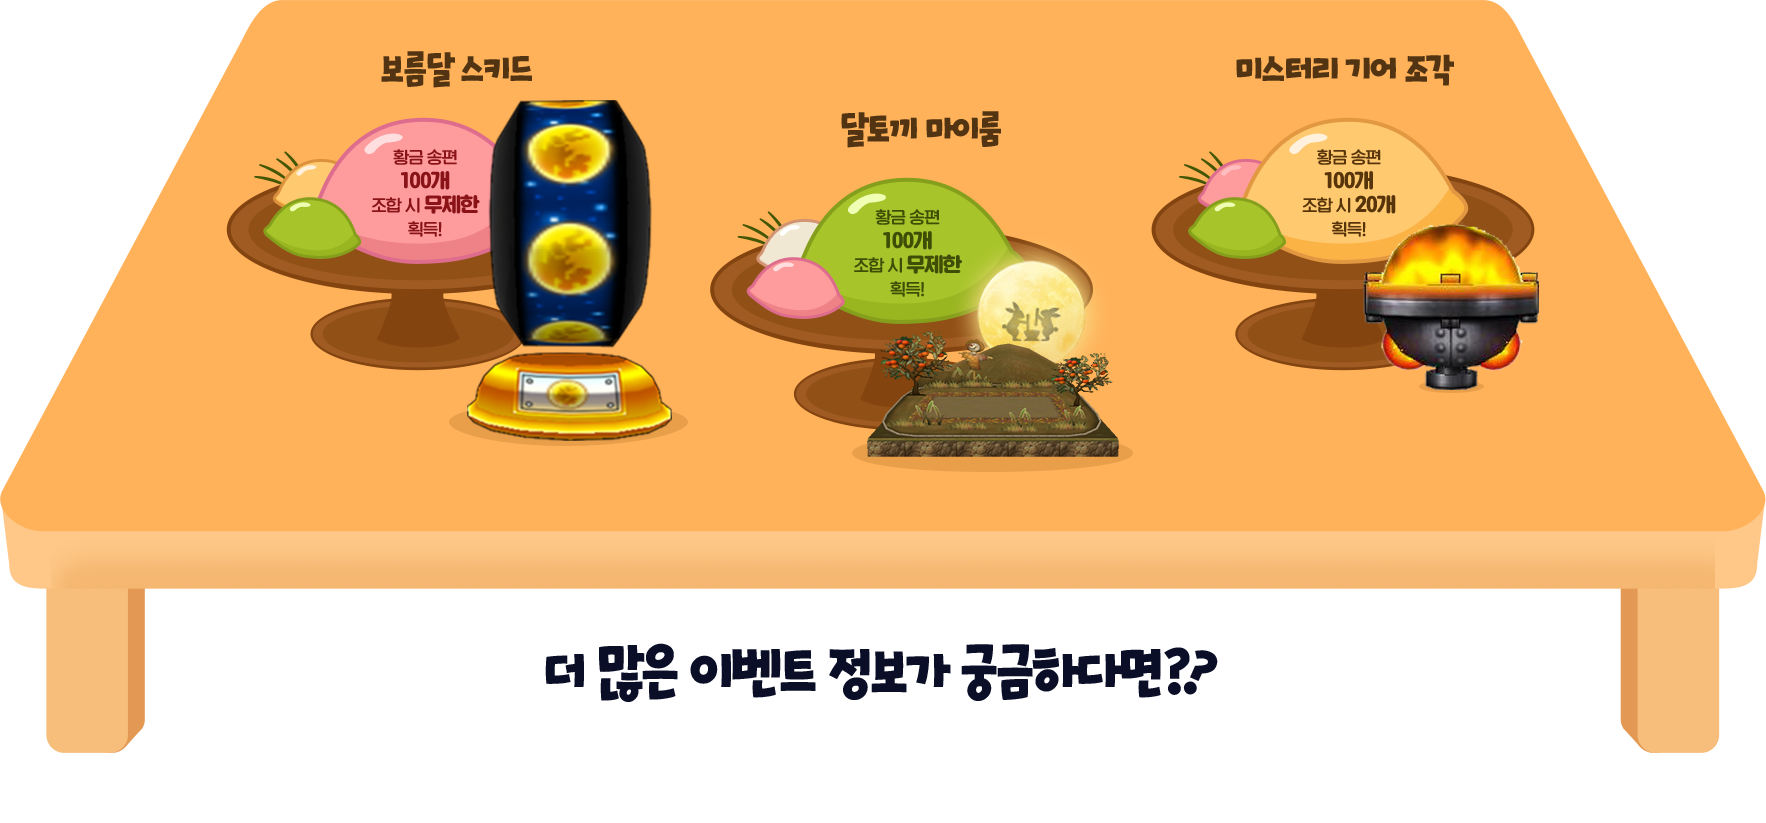 보름달 스키드
황금 송편
100개
조합 시 무제한
획득!
달토끼 마이룸
황금 송편
100개
조합 시 무제한
획득!
미스터리 기어 조각
황금 송편
100개
조합 시 20개
획득!
더 많은 이벤트 정보가 궁금하다면??